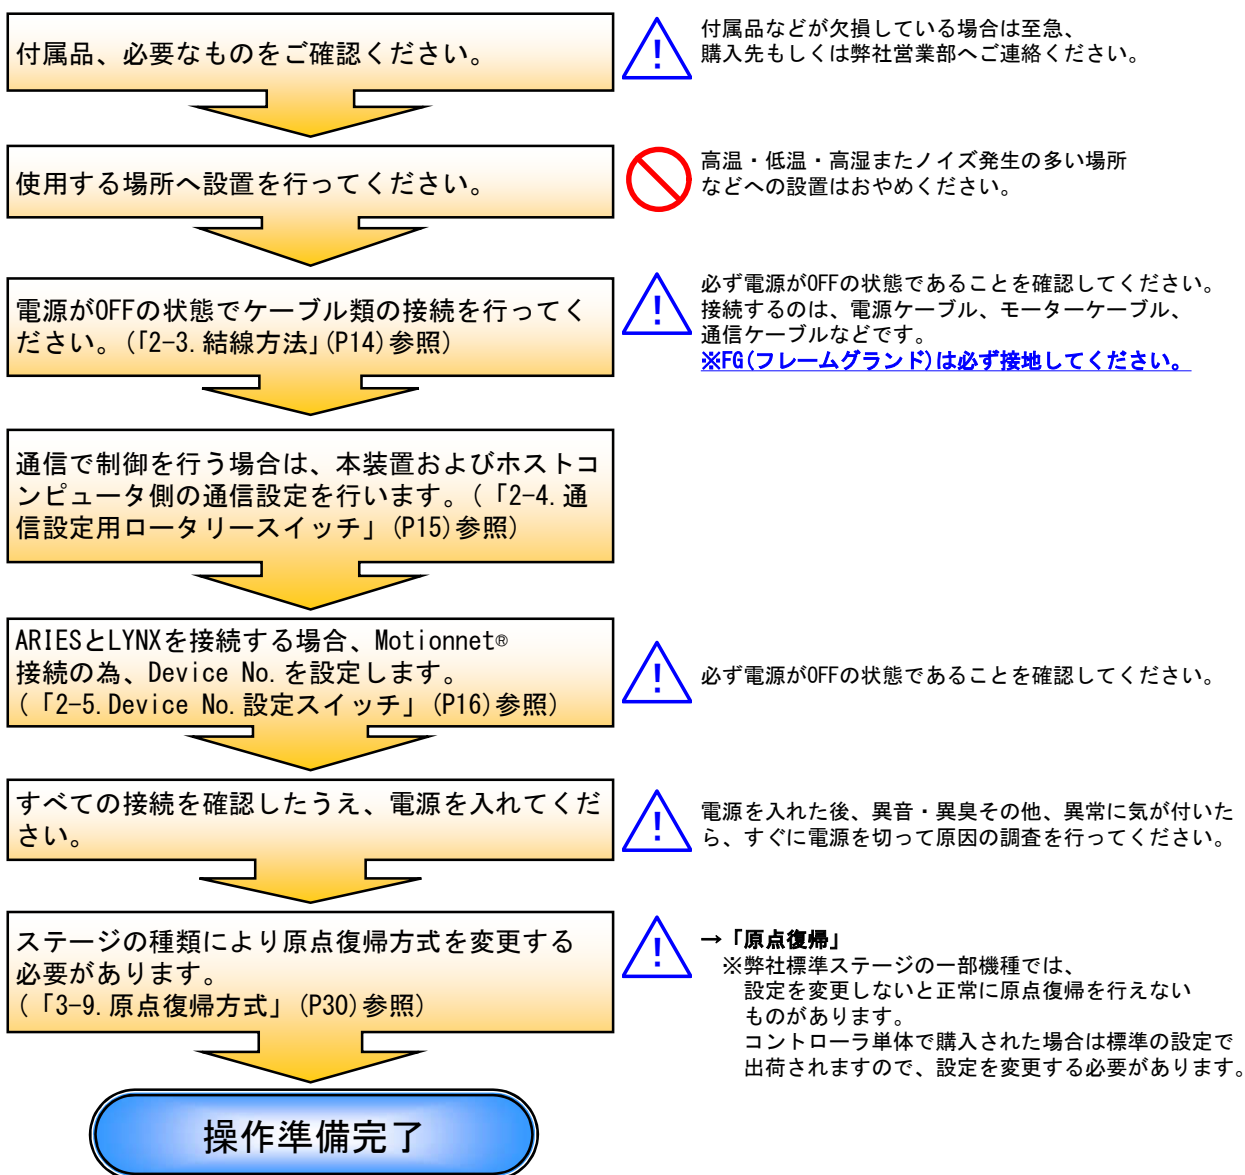 付属品、必要なものをご確認ください。
付属品などが欠損している場合は至急、
購入先もしくは弊社営業部へご連絡ください。
使用する場所へ設置を行ってください。
高温・低温・高湿またノイズ発生の多い場所
などへの設置はおやめください。
電源がOFFの状態でケーブル類の接続を行ってく
ださい。(「2-3.結線方法」(P14)参照)
必ず電源がOFFの状態であることを確認してください。
接続するのは、電源ケーブル、モーターケーブル、
通信ケーブルなどです。
※FG(フレームグランド)は必ず接地してください。
通信で制御を行う場合は、本装置およびホストコ
ンピュータ側の通信設定を行います。(「2-4.通
信設定用ロータリースイッチ」(P15)参照)
ARIESとLYNXを接続する場合、Motionnet®
接続の為、Device No.を設定します。
(「2-5.Device No.設定スイッチ」(P16)参照)
必ず電源がOFFの状態であることを確認してください。
すべての接続を確認したうえ、電源を入れてくだ
さい。
電源を入れた後、異音・異臭その他、異常に気が付いた
ら、すぐに電源を切って原因の調査を行ってください。
ステージの種類により原点復帰方式を変更する
必要があります。
(「3-9.原点復帰方式」(P30)参照)
→「原点復帰」
※弊社標準ステージの一部機種では、
設定を変更しないと正常に原点復帰を行えない
ものがあります。
コントローラ単体で購入された場合は標準の設定で
出荷されますので、設定を変更する必要があります。
操作準備完了